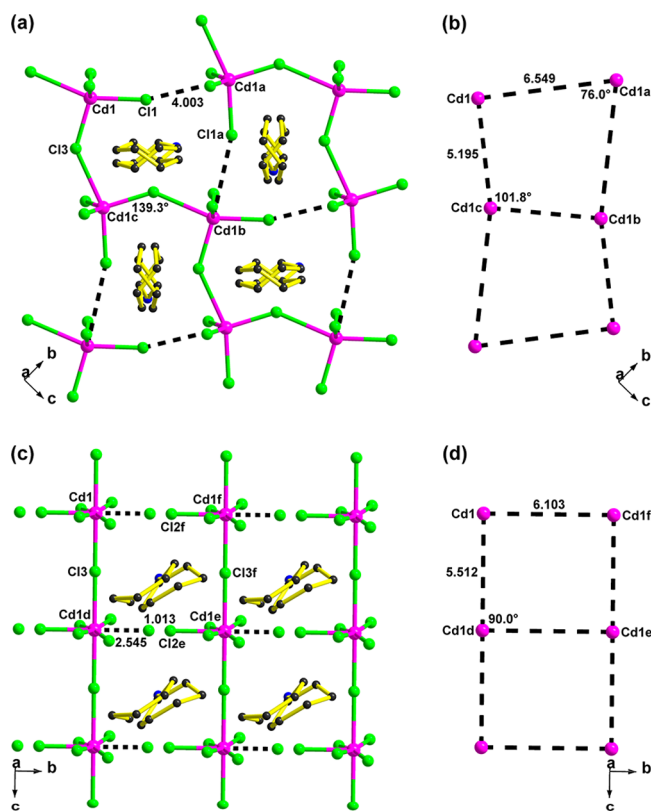 (a)
Cd1
Cl1
4.003
Cd1a
Cl1a
Cl3
139.3°
Cd1c
Cd1b
b
a
c
(b)
6.549
Cd1
Cd1a
76.0°
5.195
Cd1c
101.8°
Cd1b
b
a
c
(c)
Cd1
Cd1f
Cl2f
Cl3
Cl3f
Cd1d
1.013
Cd1e
2.545
Cl2e
a
b
c
(d)
Cd1
6.103
Cd1f
5.512
Cd1d
90.0°
Cd1e
a
b
c